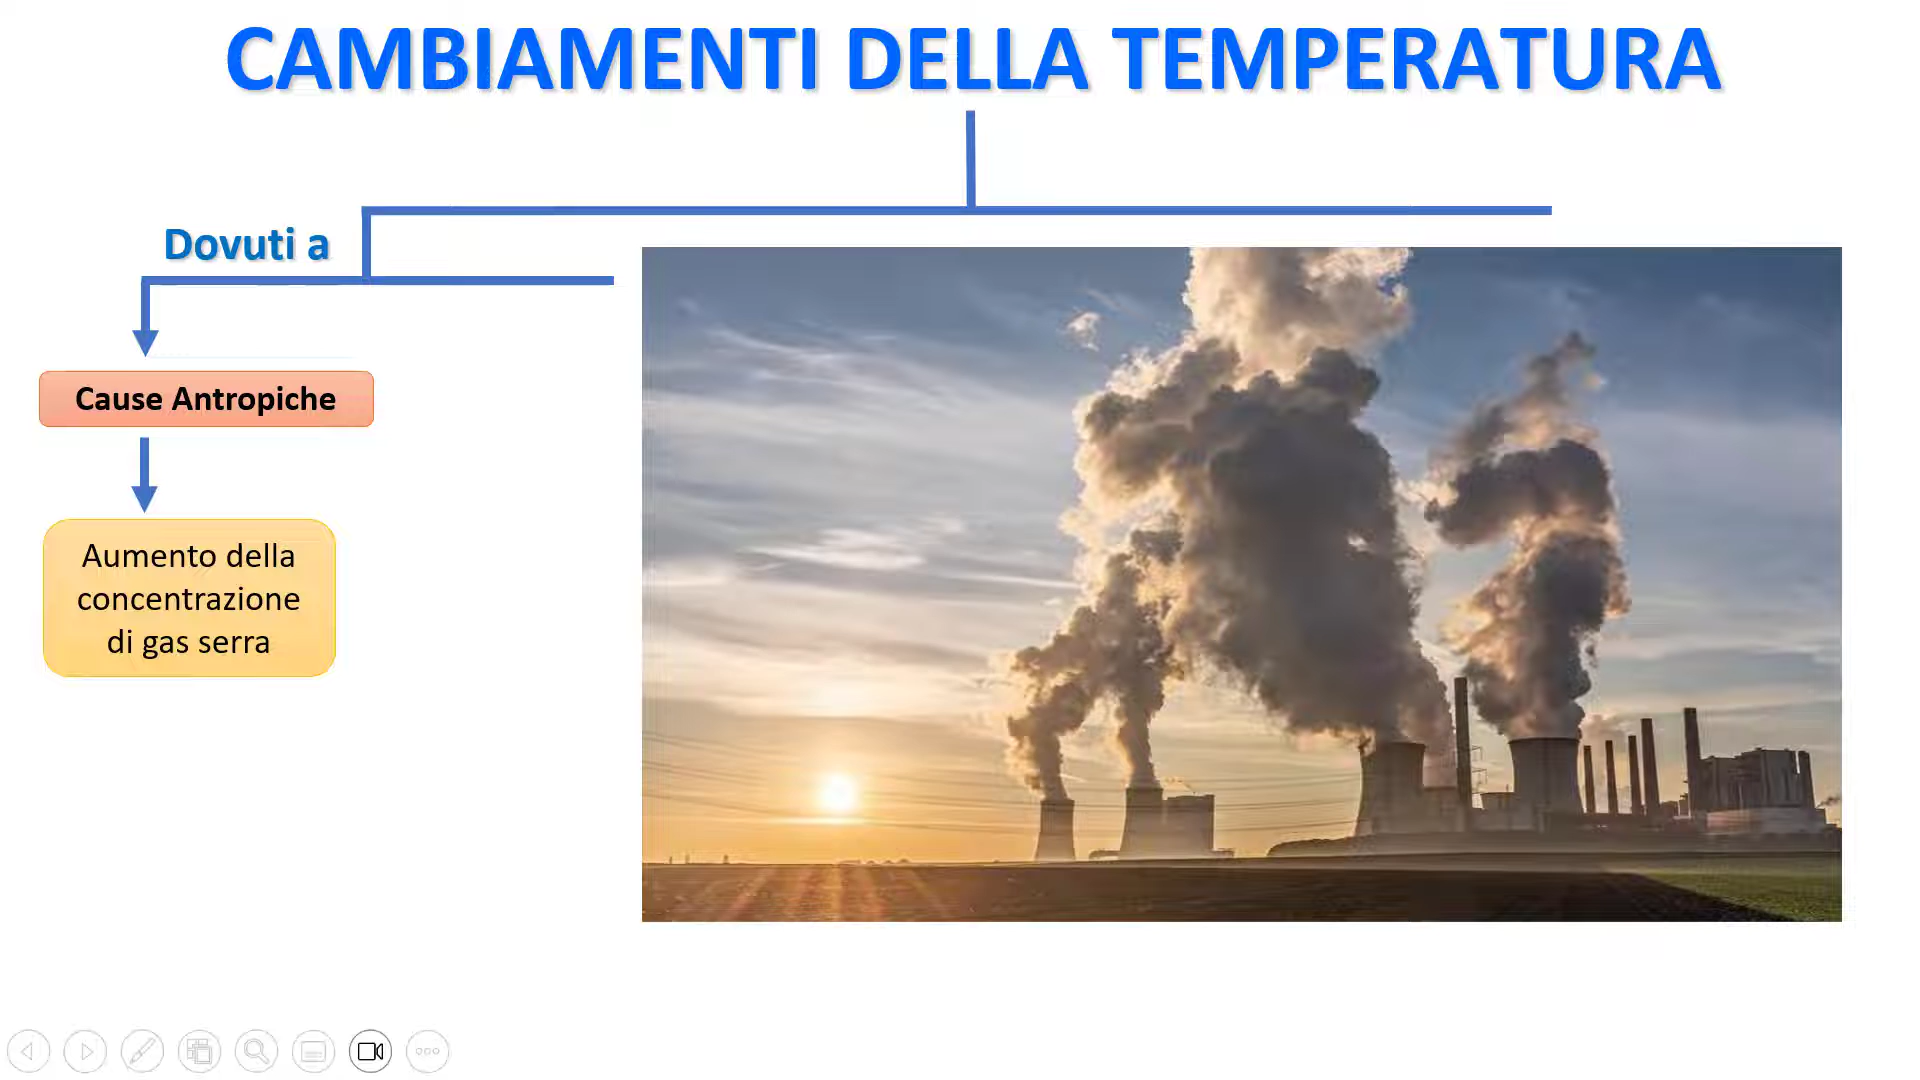 CAMBIAMENTI DELLA TEMPERATURA
Dovuti a
Cause Antropiche
Aumento della
concentrazione
di gas serra